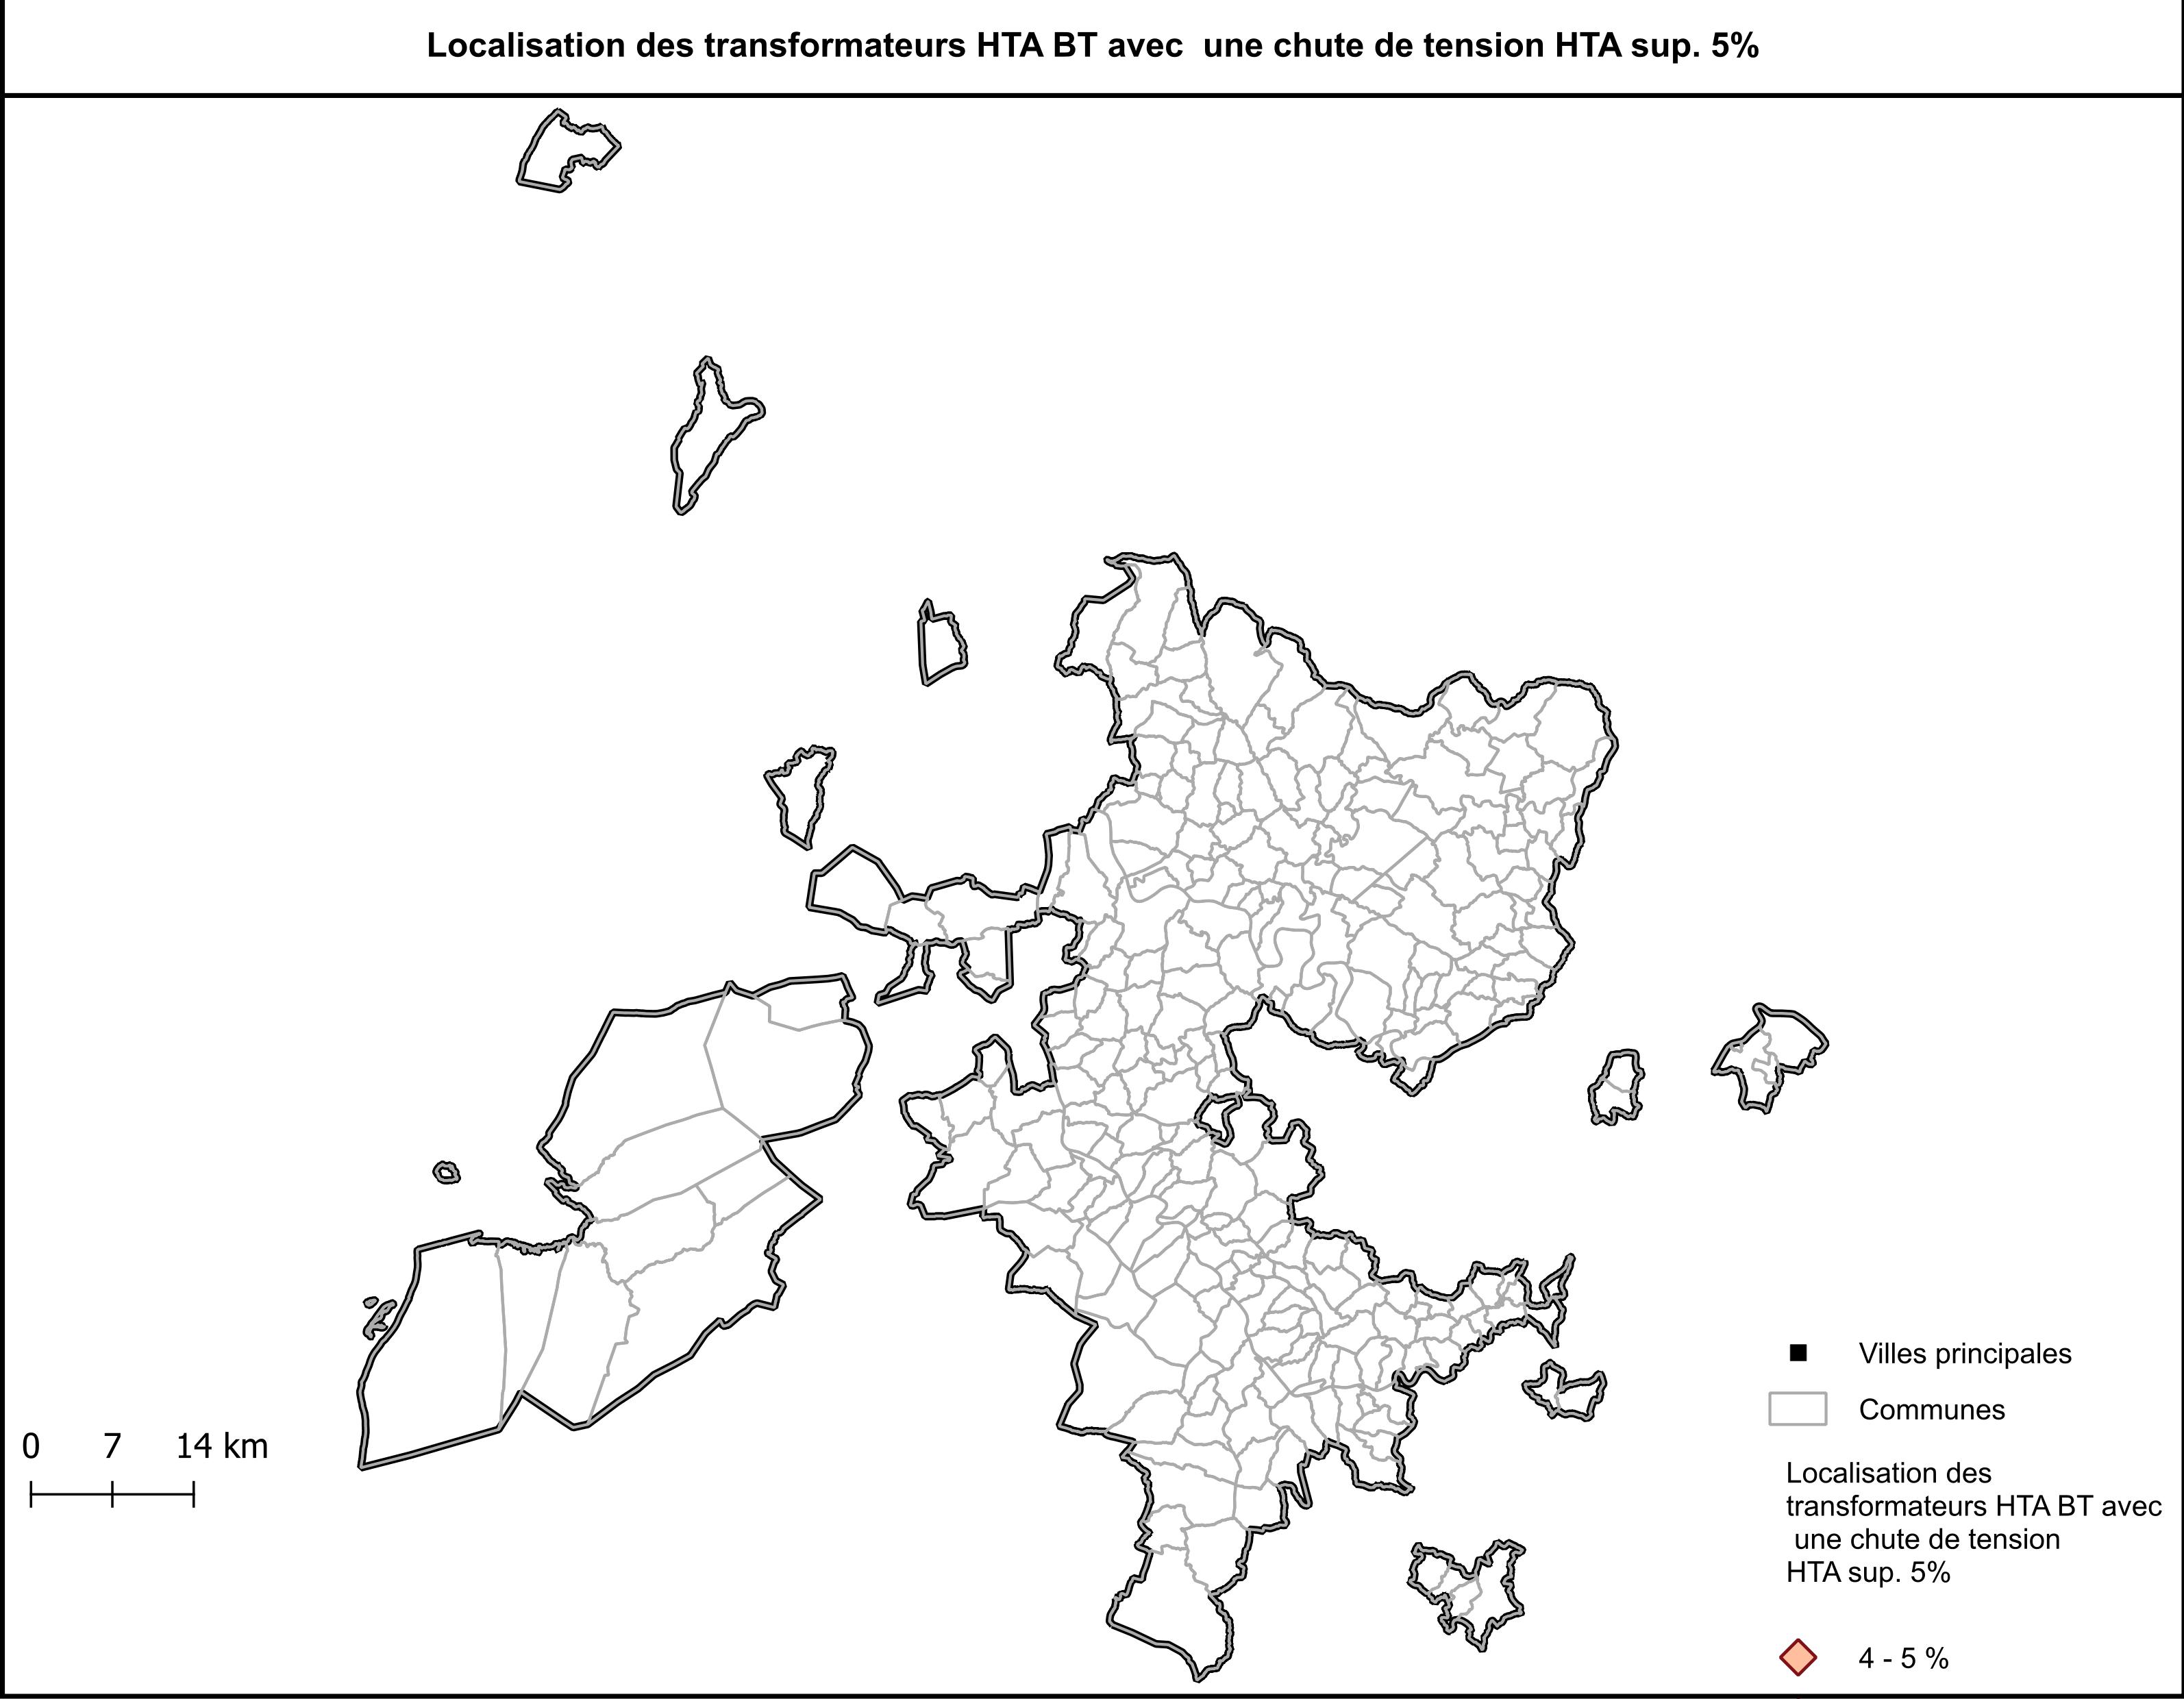 Localisation des transformateurs HTA BT avec  une chute de tension HTA sup. 5%
Villes principales
Communes
0 7 14 km
Localisation des
transformateurs HTA BT avec
une chute de tension
HTA sup. 5%
4 - 5 %